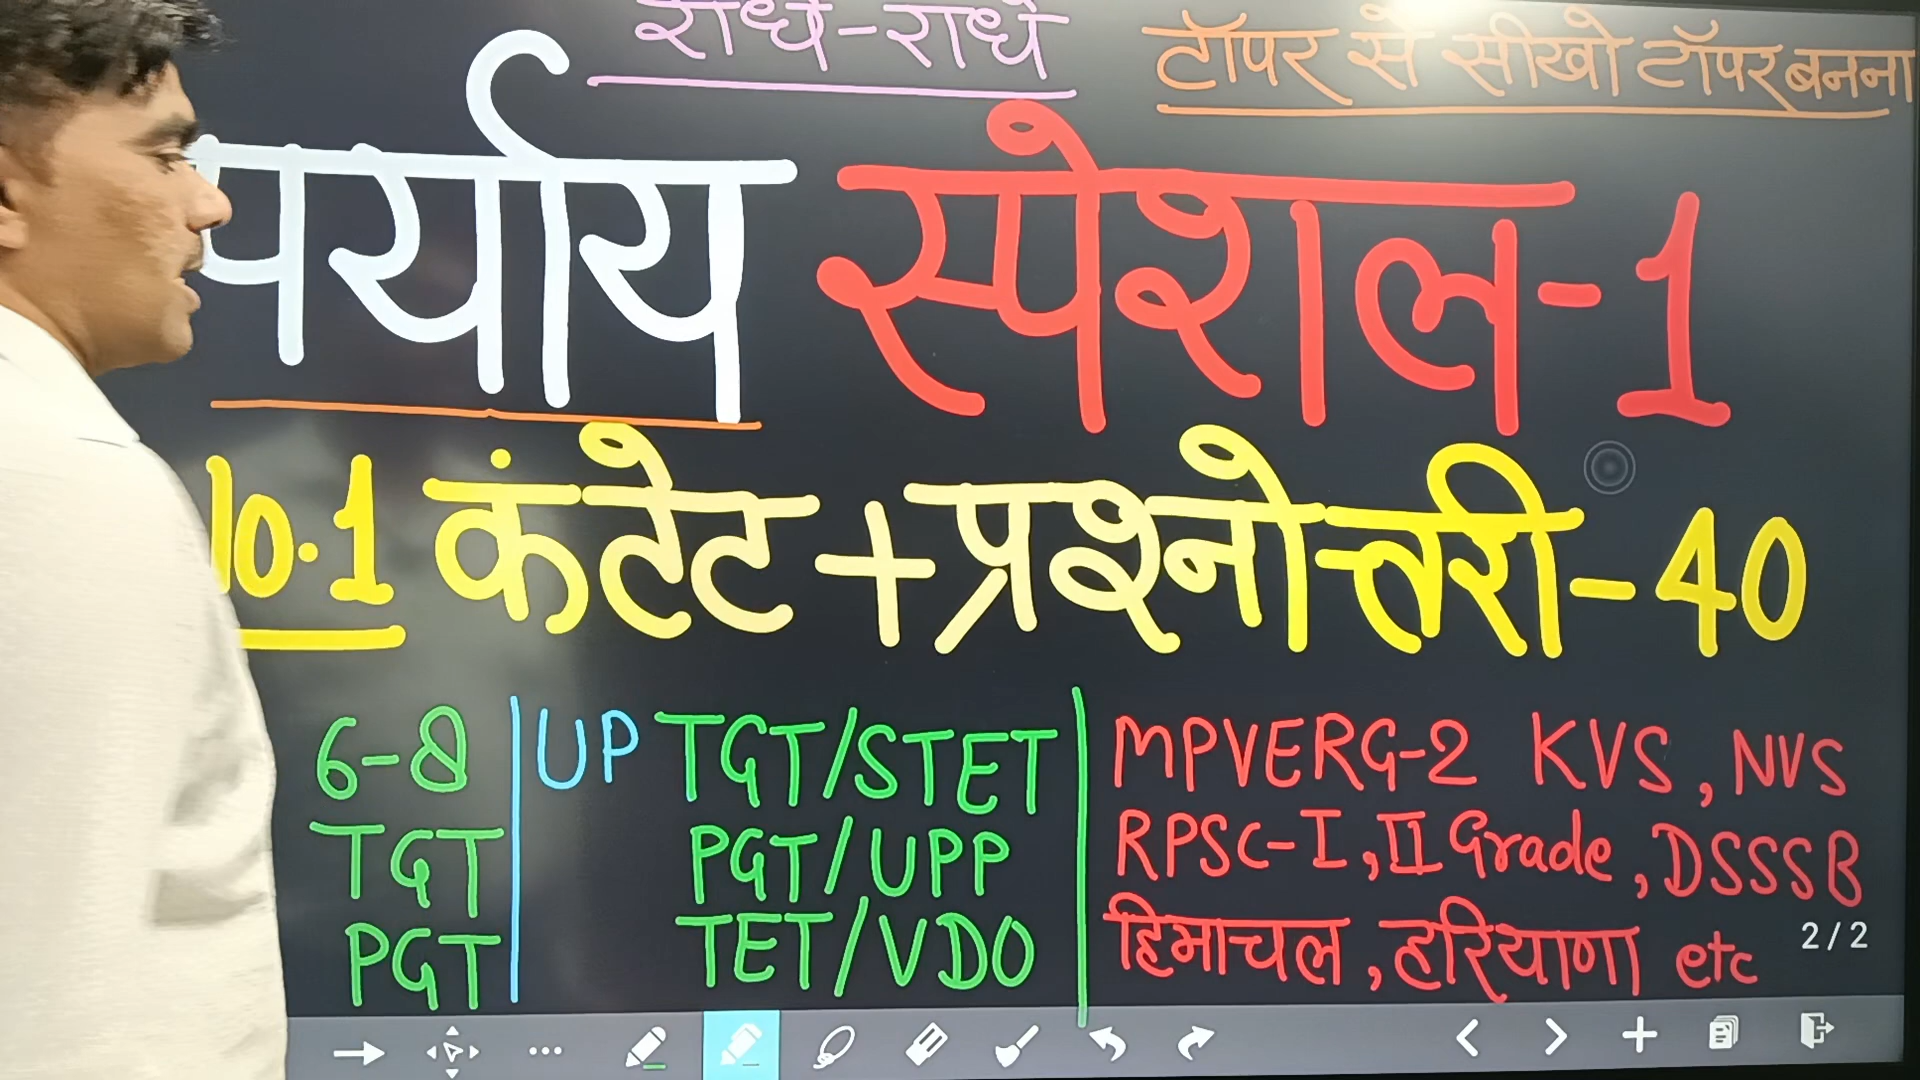 राधे-राधे
टॉपर से सीखो टॉपर बनना
पर्याय स्पेशल-1
10.1 कंटेट + प्रश्नोत्तरी-40
6-8 | UP TGT/STET | MPVERG-2 KVS, NVS
TGT PGT/UPP RPSC-I, II Grade, DSSSB
PGT TET/VDO हिमाचल, हरियाणा etc
2/2